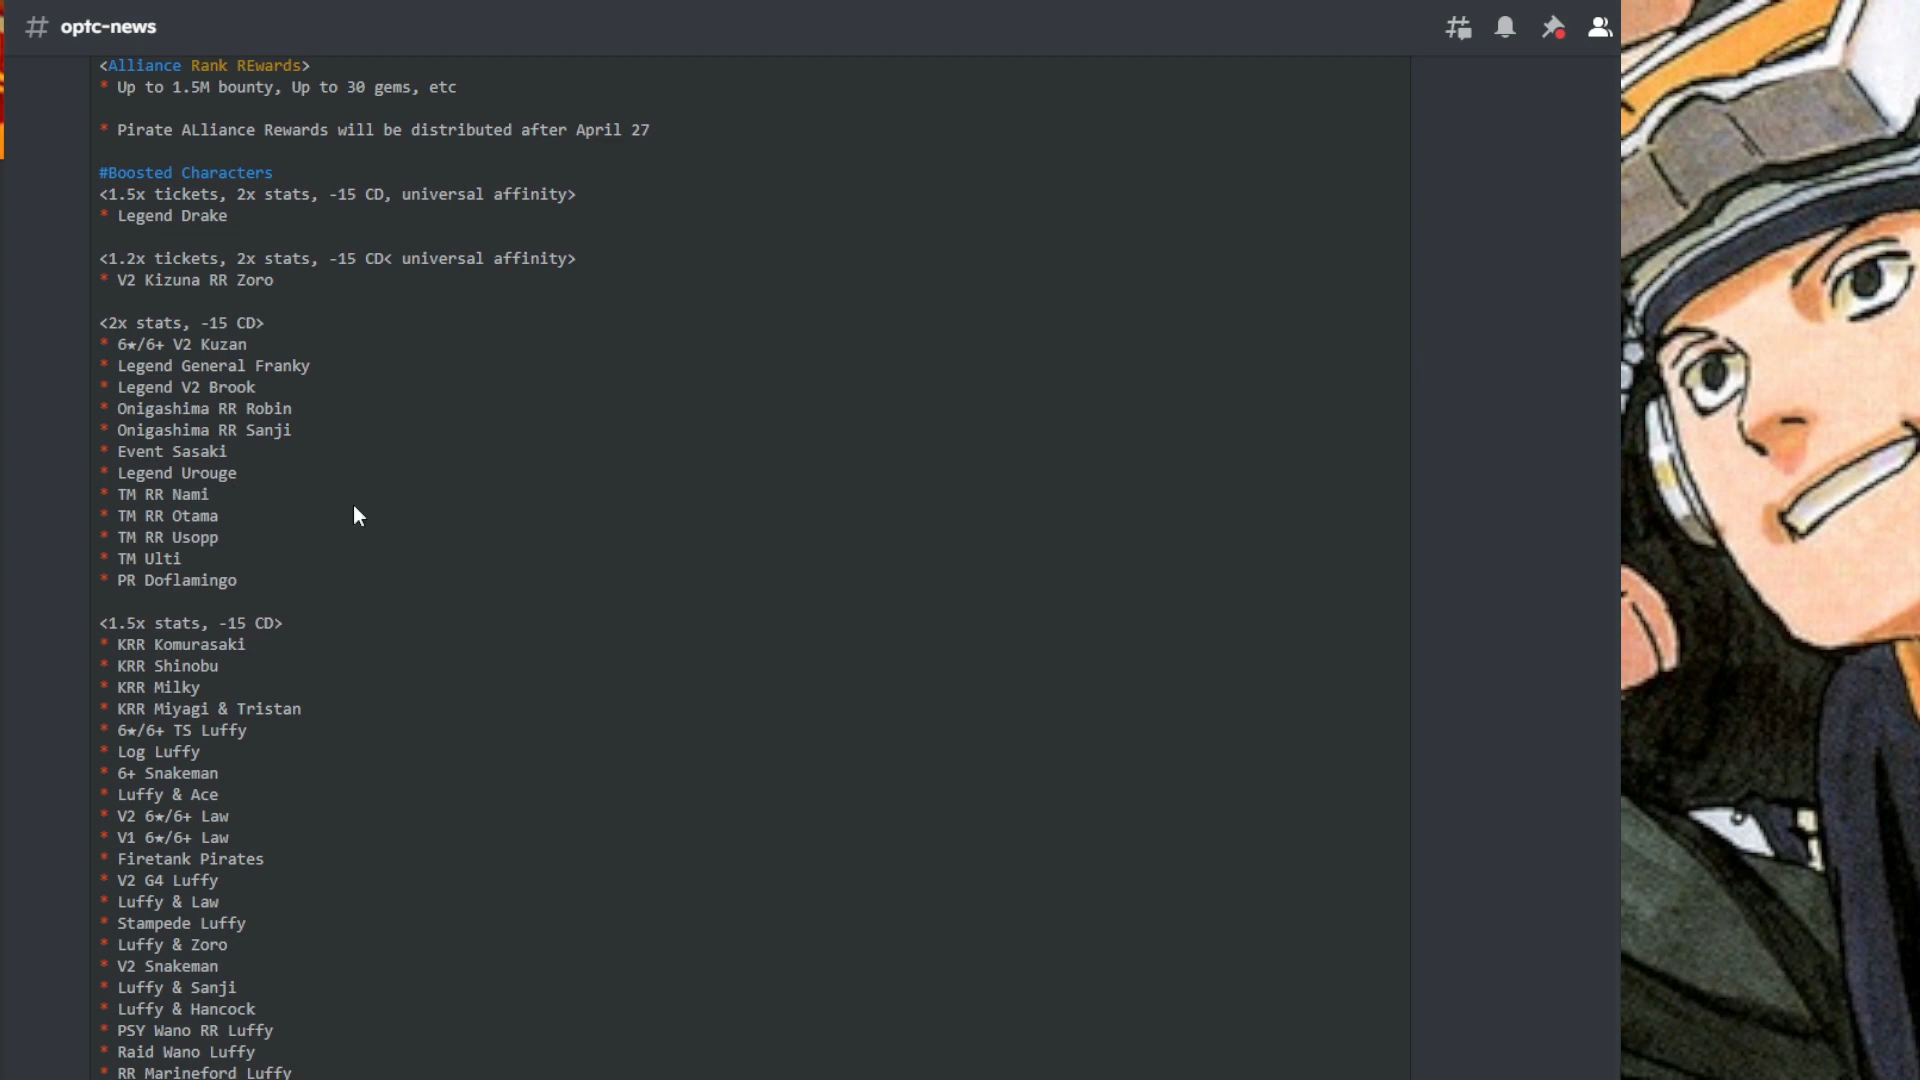 optc-news
<Alliance Rank REwards>
* Up to 1.5M bounty, Up to 30 gems, etc
* Pirate ALliance Rewards will be distributed after April 27
#Boosted Characters
<1.5x tickets, 2x stats, -15 CD, universal affinity>
* Legend Drake
<1.2x tickets, 2x stats, -15 CD< universal affinity>
* V2 Kizuna RR Zoro
<2x stats, -15 CD>
* 6★/6+ V2 Kuzan
* Legend General Franky
* Legend V2 Brook
* Onigashima RR Robin
* Onigashima RR Sanji
* Event Sasaki
* Legend Urouge
* TM RR Nami
* TM RR Otama
* TM RR Usopp
* TM Ulti
* PR Doflamingo
<1.5x stats, -15 CD>
* KRR Komurasaki
* KRR Shinobu
* KRR Milky
* KRR Miyagi & Tristan
* 6★/6+ TS Luffy
* Log Luffy
* 6+ Snakeman
* Luffy & Ace
* V2 6★/6+ Law
* V1 6★/6+ Law
* Firetank Pirates
* V2 G4 Luffy
* Luffy & Law
* Stampede Luffy
* Luffy & Zoro
* V2 Snakeman
* Luffy & Sanji
* Luffy & Hancock
* PSY Wano RR Luffy
* Raid Wano Luffy
* RR Marineford Luffy